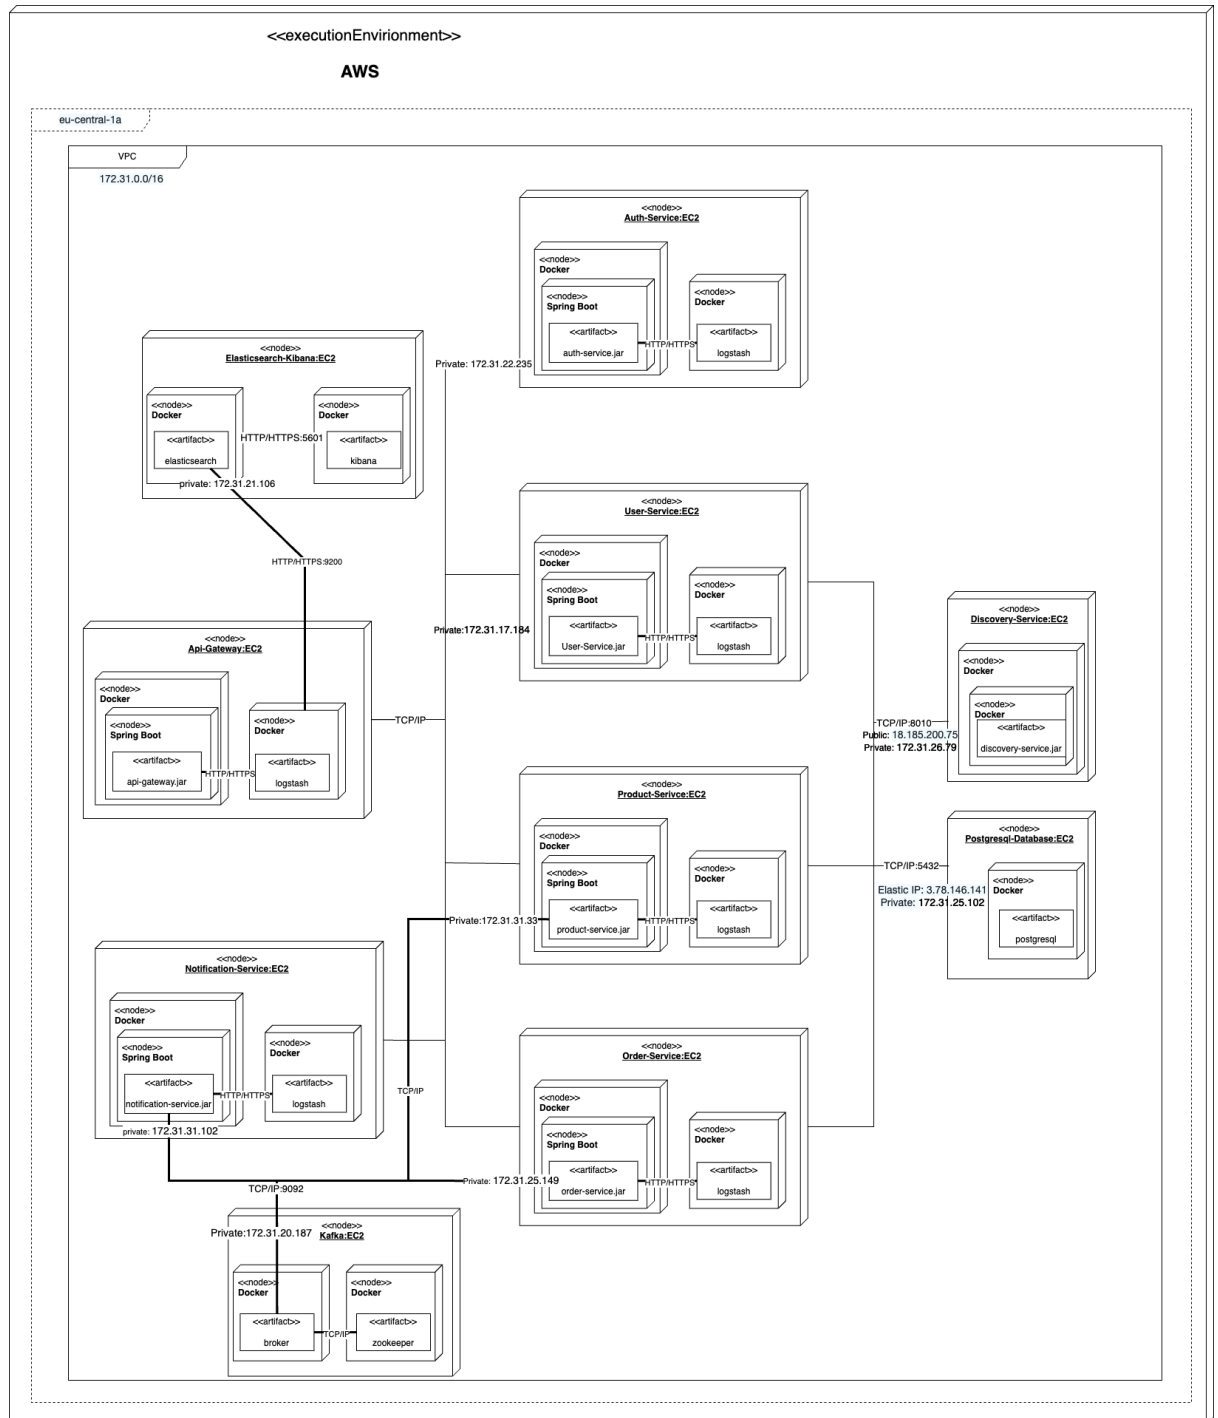 <<executionEnvirionment>>
AWS
eu-central-1a
VPC
172.31.0.0/16
<<node>>
Auth-Service:EC2
<<node>>
Docker
<<node>>
Spring Boot
<<artifact>>
auth-service.jar
HTTP/HTTPS
<<node>>
Docker
<<artifact>>
logstash
Private: 172.31.22.235
<<node>>
Elasticsearch-Kibana:EC2
<<node>>
Docker
<<artifact>>
elasticsearch
HTTP/HTTPS:5601
<<node>>
Docker
<<artifact>>
kibana
private: 172.31.21.106
HTTP/HTTPS:9200
<<node>>
User-Service:EC2
<<node>>
Docker
<<node>>
Spring Boot
<<artifact>>
User-Service.jar
HTTP/HTTPS
<<node>>
Docker
<<artifact>>
logstash
Private:172.31.17.184
<<node>>
Api-Gateway:EC2
<<node>>
Docker
<<node>>
Spring Boot
<<artifact>>
api-gateway.jar
HTTP/HTTPS
<<node>>
Docker
<<artifact>>
logstash
TCP/IP
<<node>>
Discovery-Service:EC2
<<node>>
Docker
<<node>>
Docker
<<artifact>>
discovery-service.jar
TCP/IP:8010
Public: 18.185.200.75
Private: 172.31.26.79
<<node>>
Product-Serivce:EC2
<<node>>
Docker
<<node>>
Spring Boot
<<artifact>>
product-service.jar
HTTP/HTTPS
<<node>>
Docker
<<artifact>>
logstash
Private:172.31.31.33
<<node>>
Postgresql-Database:EC2
TCP/IP:5432
Elastic IP: 3.78.146.141
Private: 172.31.25.102
<<node>>
Docker
<<artifact>>
postgresql
<<node>>
Notification-Service:EC2
<<node>>
Docker
<<node>>
Spring Boot
<<artifact>>
notification-service.jar
HTTP/HTTPS
<<node>>
Docker
<<artifact>>
logstash
private: 172.31.31.102
TCP/IP
<<node>>
Order-Service:EC2
<<node>>
Docker
<<node>>
Spring Boot
<<artifact>>
order-service.jar
HTTP/HTTPS
<<node>>
Docker
<<artifact>>
logstash
Private: 172.31.25.149
TCP/IP:9092
Private:172.31.20.187
<<node>>
Kafka:EC2
<<node>>
Docker
<<artifact>>
broker
TCP/IP
<<node>>
Docker
<<artifact>>
zookeeper